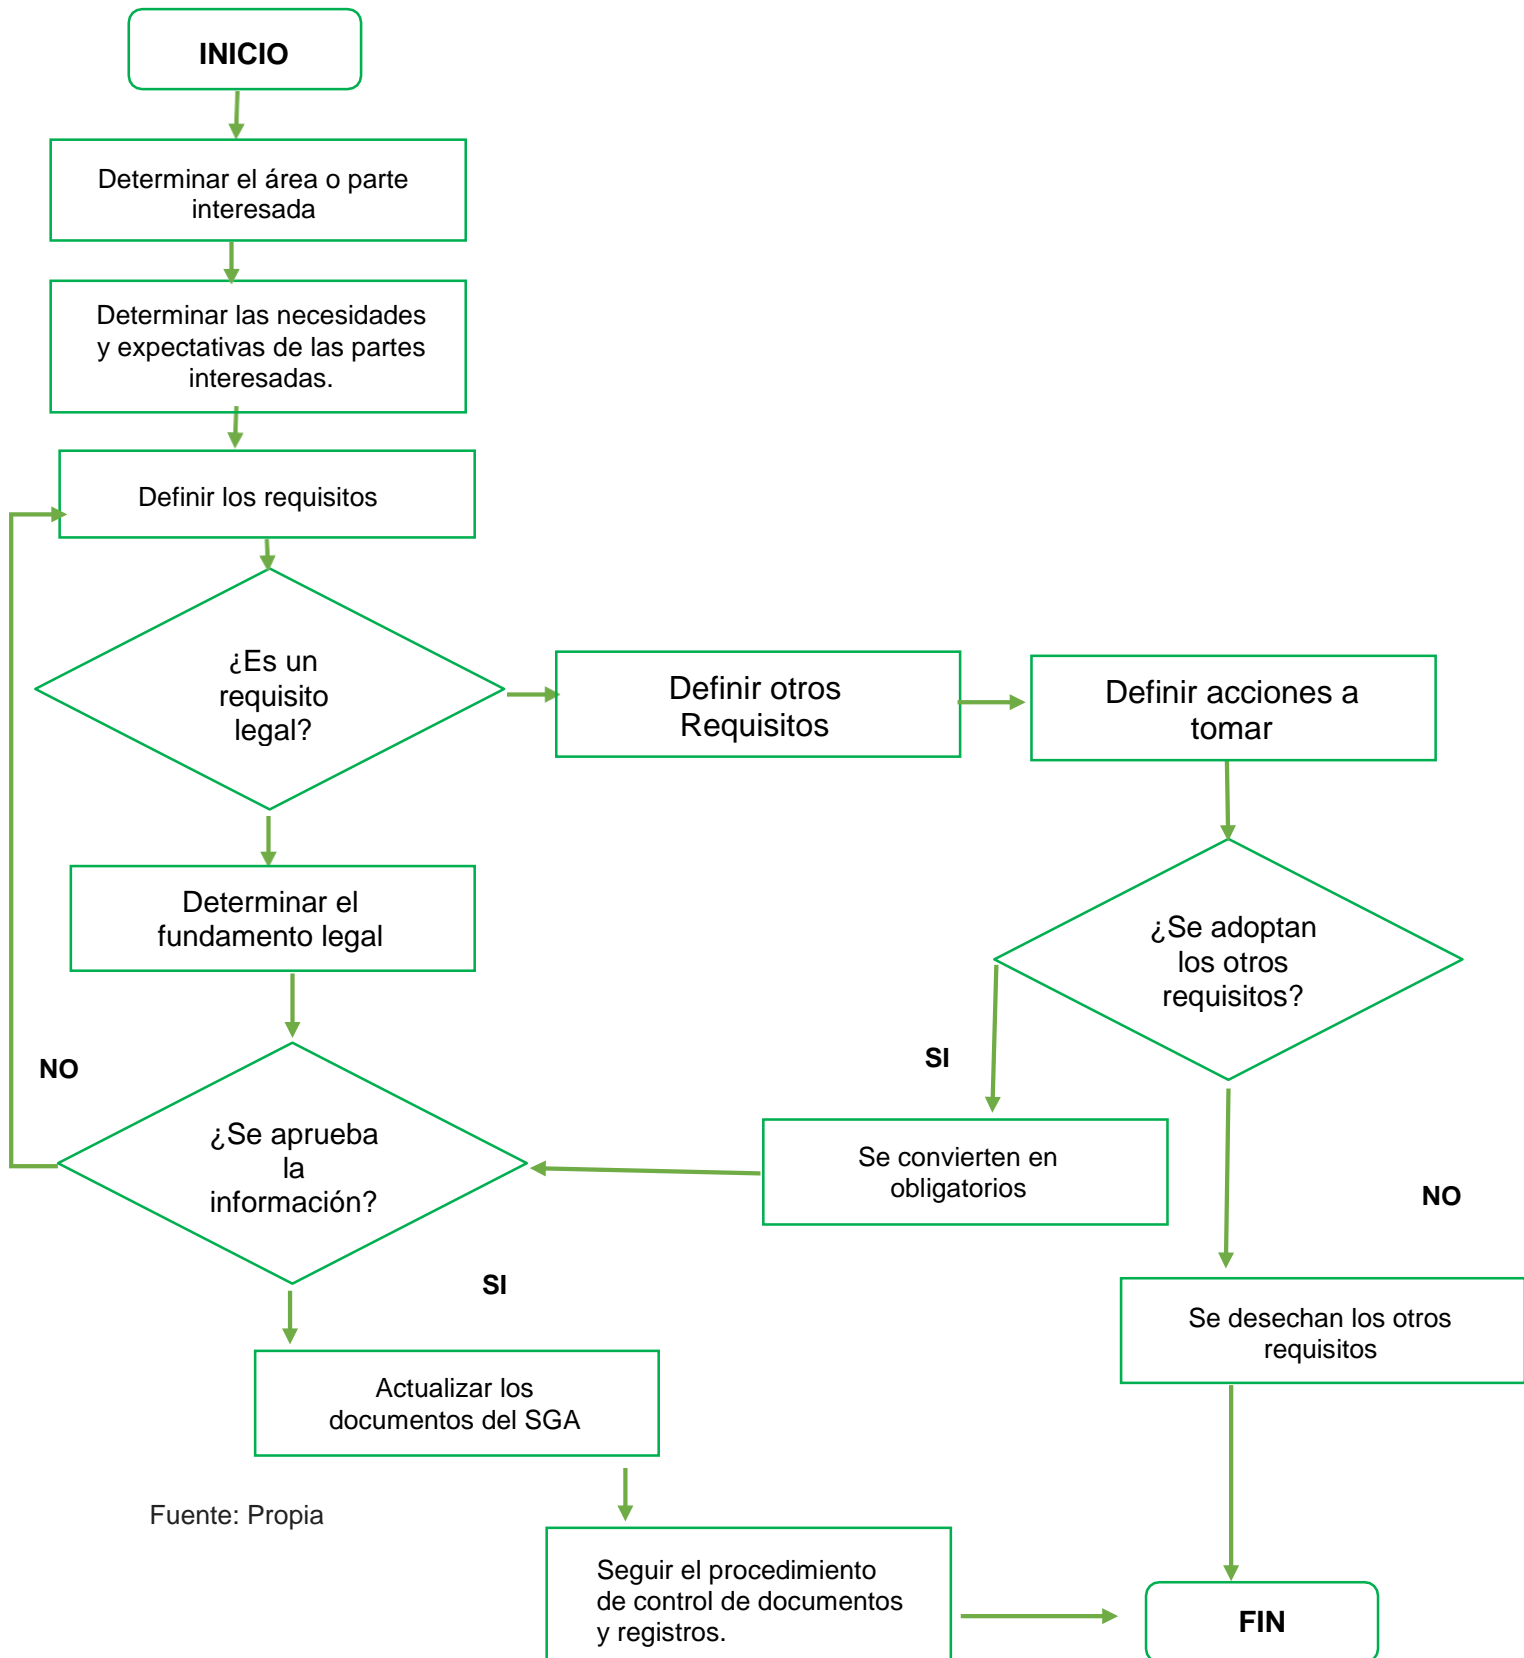 INICIO
Determinar el área o parte
interesada
Determinar las necesidades
y expectativas de las partes
interesadas.
Definir los requisitos
¿Es un
requisito
legal?
Definir otros
Requisitos
Definir acciones a
tomar
Determinar el
fundamento legal
¿Se adoptan
los otros
requisitos?
NO
SI
¿Se aprueba
la
información?
Se convierten en
obligatorios
NO
SI
Se desechan los otros
requisitos
Actualizar los
documentos del SGA
Fuente: Propia
Seguir el procedimiento
de control de documentos
y registros.
FIN